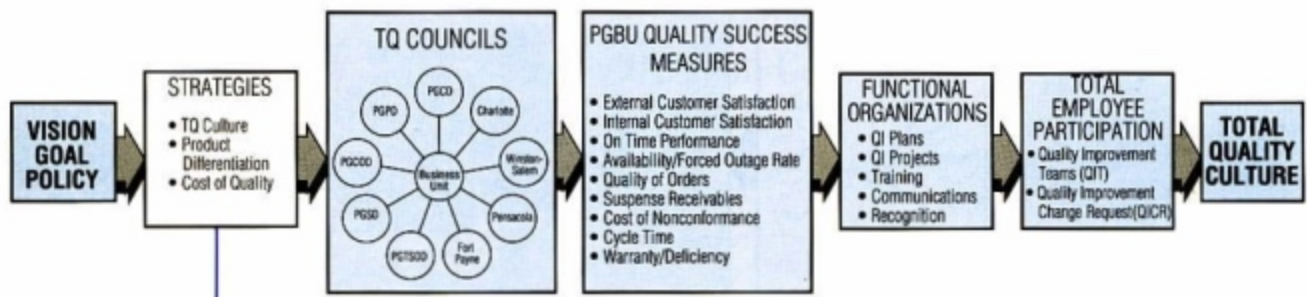 VISION
GOAL
POLICY
STRATEGIES
• TQ Culture
• Product
Differentiation
• Cost of Quality
TQ COUNCILS
PGCD
Charlotte
Winston-
Salem
Pensacola
Fort
Payne
PGTSOD
PGSD
PGCOD
PGPD
Business
Unit
PGBU QUALITY SUCCESS
MEASURES
• External Customer Satisfaction
• Internal Customer Satisfaction
• On Time Performance
• Availability/Forced Outage Rate
• Quality of Orders
• Suspense Receivables
• Cost of Nonconformance
• Cycle Time
• Warranty/Deficiency
FUNCTIONAL
ORGANIZATIONS
• QI Plans
• QI Projects
• Training
• Communications
• Recognition
TOTAL
EMPLOYEE
PARTICIPATION
• Quality Improvement
Teams (QIT)
• Quality Improvement
Change Request(QICR)
TOTAL
QUALITY
CULTURE